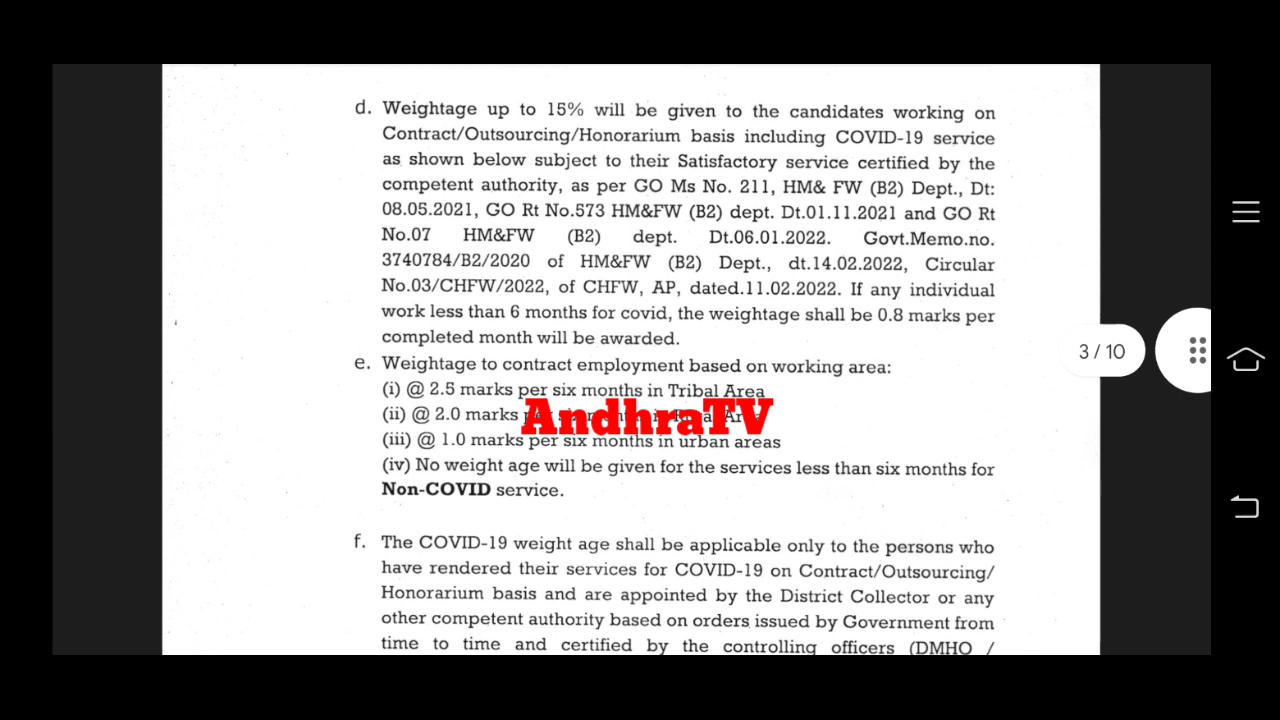 d. Weightage up to 15% will be given to the candidates working on
Contract/Outsourcing/Honorarium basis including COVID-19 service
as shown below subject to their Satisfactory service certified by the
competent authority, as per GO Ms No. 211, HM& FW (B2) Dept., Dt:
08.05.2021, GO Rt No.573 HM&FW (B2) dept. Dt.01.11.2021 and GO Rt
No.07 HM&FW (B2) dept. Dt.06.01.2022. Govt.Memo.no.
3740784/B2/2020 of HM&FW (B2) Dept., dt.14.02.2022, Circular
No.03/CHFW/2022, of CHFW, AP, dated.11.02.2022. If any individual
work less than 6 months for covid, the weightage shall be 0.8 marks per
completed month will be awarded.
3 / 10
e. Weightage to contract employment based on working area:
(i) @ 2.5 marks per six months in Tribal Area
(ii) @ 2.0 marks
AndhraTV
(iii) @ 1.0 marks per six months in urban areas
(iv) No weight age will be given for the services less than six months for
Non-COVID service.
f. The COVID-19 weight age shall be applicable only to the persons who
have rendered their services for COVID-19 on Contract/Outsourcing/
Honorarium basis and are appointed by the District Collector or any
other competent authority based on orders issued by Government from
time to time and certified by the controlling officers (DMHO /